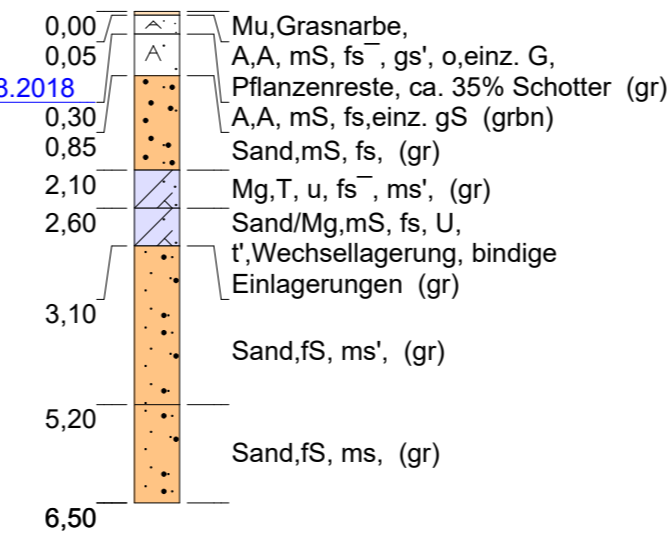 0,00
Mu,Grasnarbe,
0,05
A,A, mS, fs¯, gs', o,einz. G,
3.2018
Pflanzenreste, ca. 35% Schotter (gr)
0,30
A,A, mS, fs,einz. gS (grbn)
0,85
Sand,mS, fs, (gr)
2,10
Mg,T, u, fs¯, ms', (gr)
2,60
Sand/Mg,mS, fs, U,
t',Wechsellagerung, bindige
Einlagerungen (gr)
3,10
Sand,fS, ms', (gr)
5,20
Sand,fS, ms, (gr)
6,50
A
A